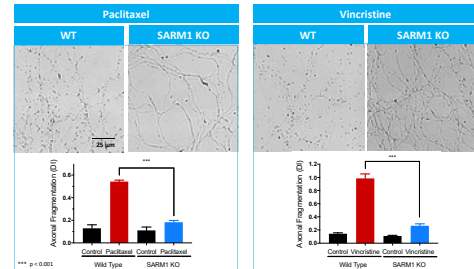 Paclitaxel
WT
SARM1 KO
25 µm
Axonal Fragmentation (DI)
0.6
0.4
0.2
0.0
***
Control
Paclitaxel
Control
Paclitaxel
Wild Type
SARM1 KO
*** p < 0.001
Vincristine
WT
SARM1 KO
Axonal Fragmentation (DI)
1.2
1.0
0.8
0.6
0.4
0.2
0.0
***
Control
Vincristine
Control
Vincristine
Wild Type
SARM1 KO